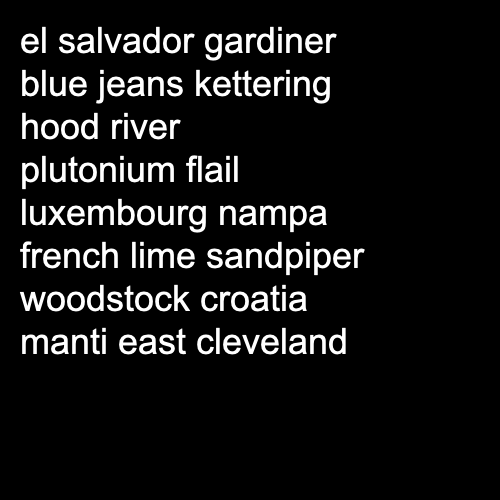 el salvador gardiner
blue jeans kettering
hood river
plutonium flail
luxembourg nampa
french lime sandpiper
woodstock croatia
manti east cleveland